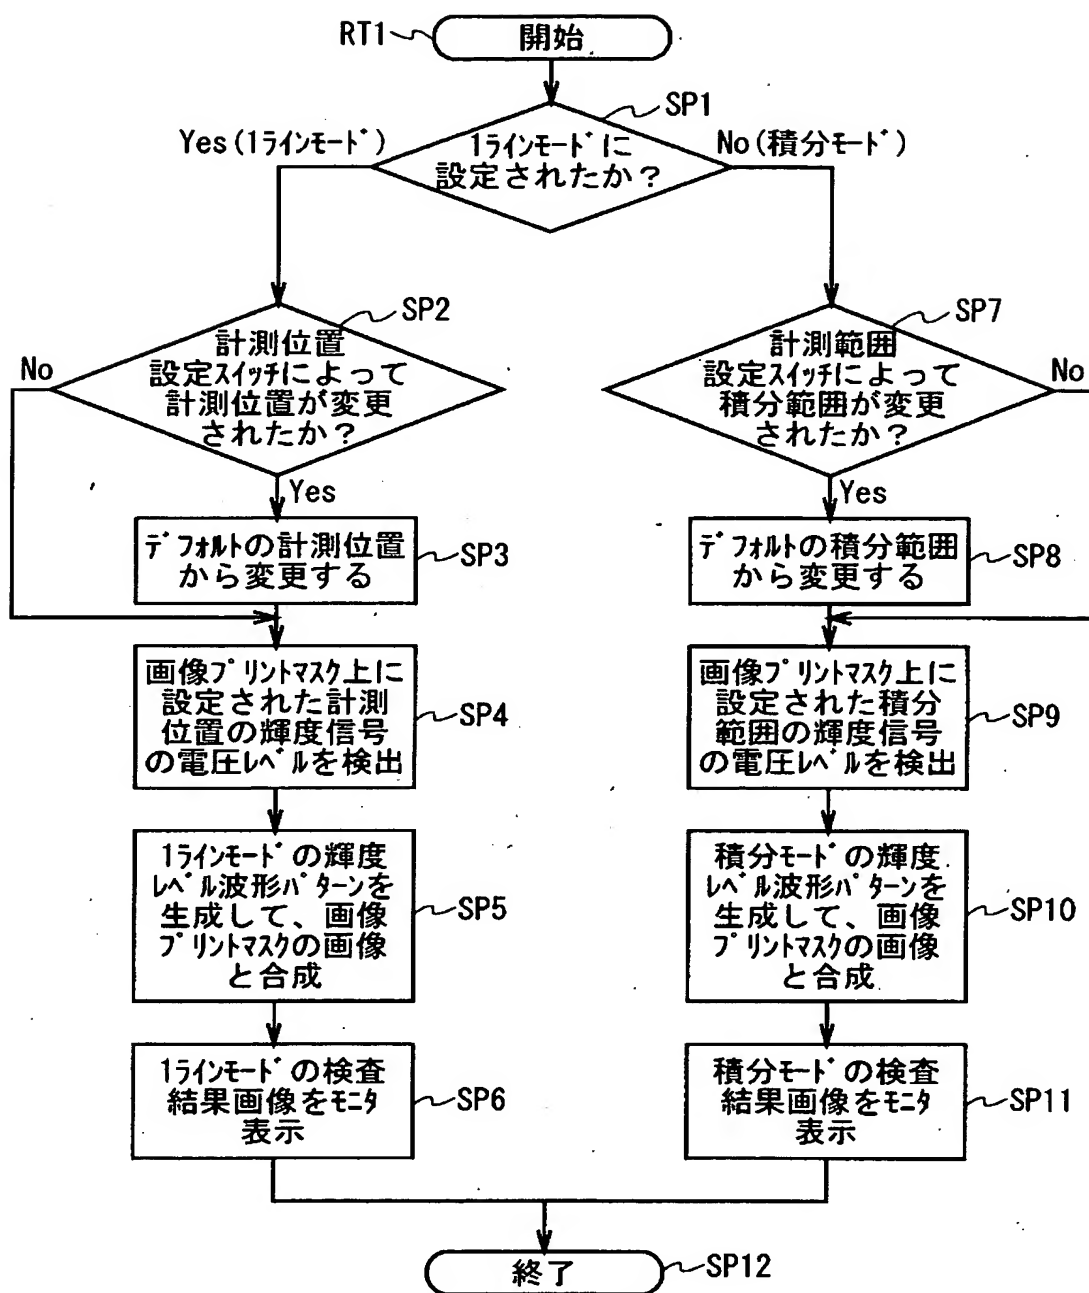 RT1
開始
SP1
Yes(1ラインモード)
1ラインモードに
設定されたか？
No(積分モード)
SP2
計測位置
設定スイッチによって
計測位置が変更
されたか？
No
Yes
SP7
計測範囲
設定スイッチによって
積分範囲が変更
されたか？
No
Yes
デフォルトの計測位置
から変更する
SP3
デフォルトの積分範囲
から変更する
SP8
画像プリントマスク上に
設定された計測
位置の輝度信号
の電圧レベルを検出
SP4
画像プリントマスク上に
設定された積分
範囲の輝度信号
の電圧レベルを検出
SP9
1ラインモードの輝度
レベル波形パターンを
生成して、画像
プリントマスクの画像
と合成
SP5
積分モードの輝度
レベル波形パターンを
生成して、画像
プリントマスクの画像
と合成
SP10
1ラインモードの検査
結果画像をモニタ
表示
SP6
積分モードの検査
結果画像をモニタ
表示
SP11
終了
SP12